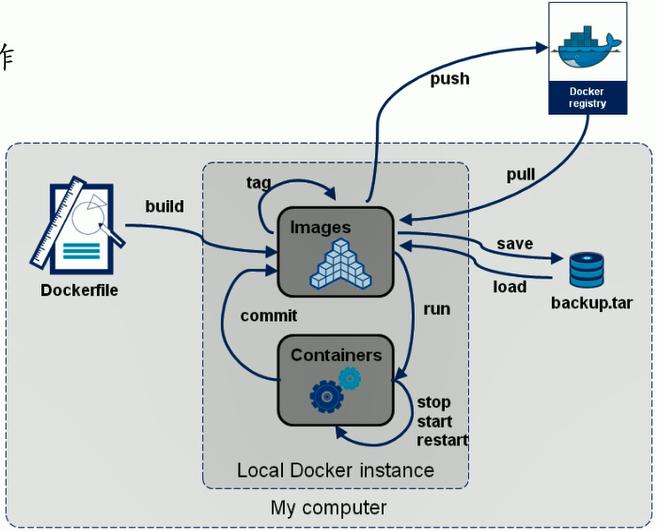 作
push
Docker
registry
tag
pull
build
Images
save
load
Dockerfile
backup.tar
commit
run
Containers
stop
start
restart
Local Docker instance
My computer